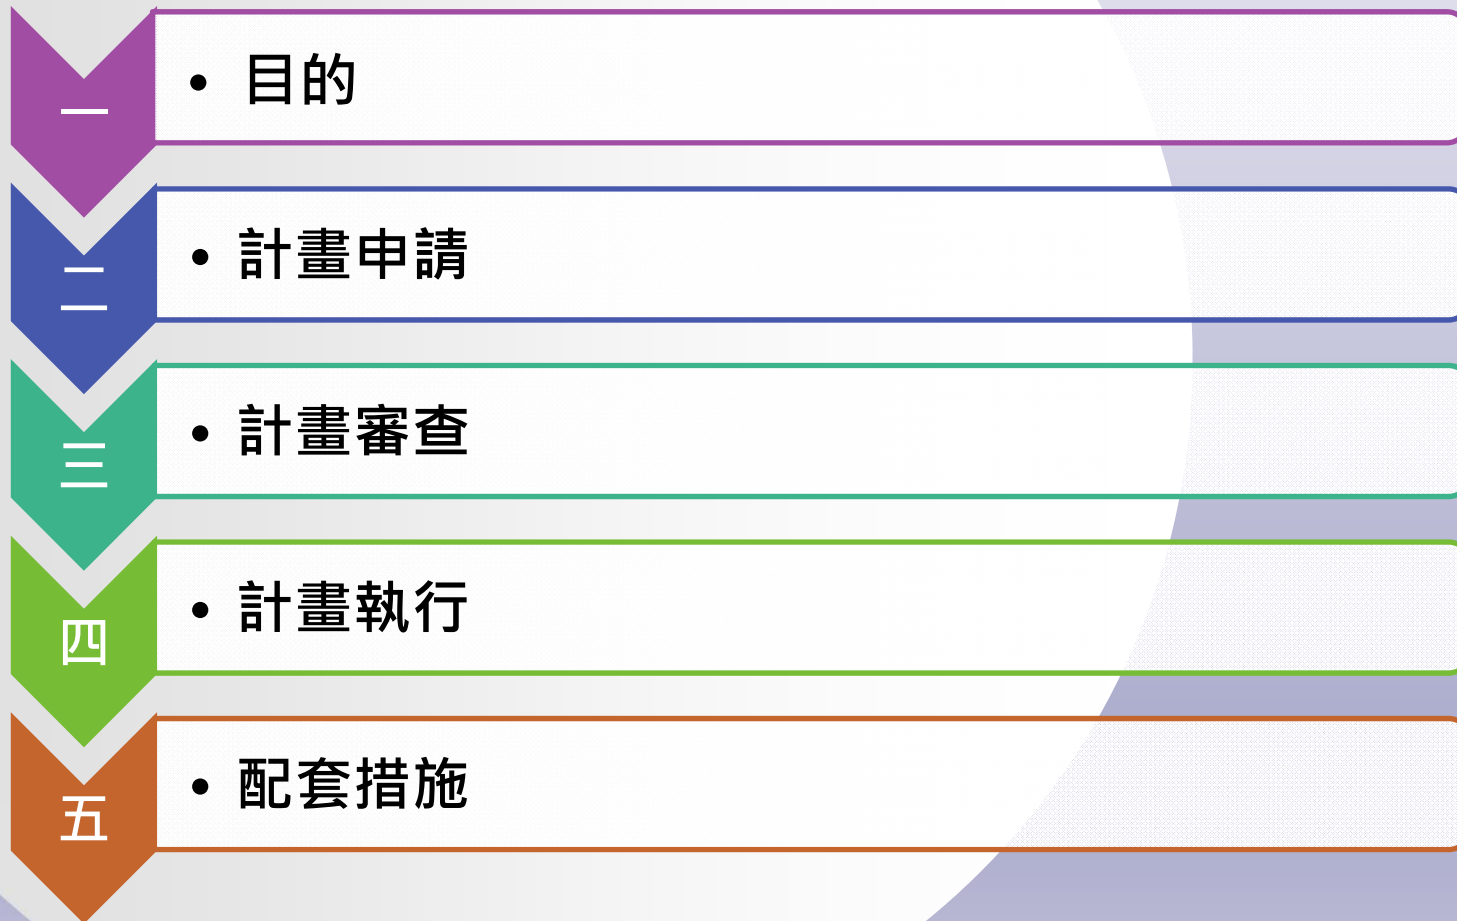 一
• 目的
二
• 計畫申請
三
• 計畫審查
四
• 計畫執行
五
• 配套措施